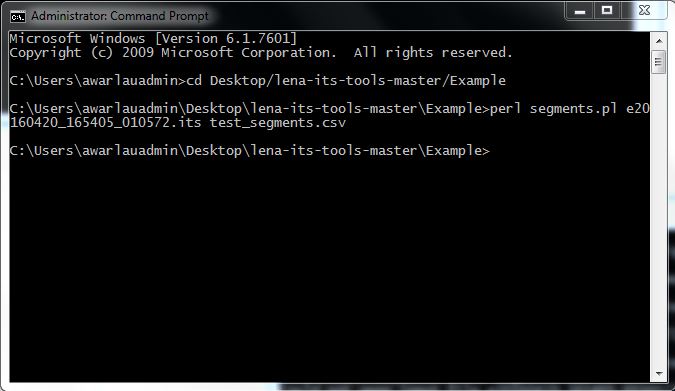 Administrator: Command Prompt
Microsoft Windows [Version 6.1.7601]
Copyright (c) 2009 Microsoft Corporation.  All rights reserved.
C:\Users\awarlauadmin>cd Desktop/lena-its-tools-master/Example
C:\Users\awarlauadmin\Desktop\lena-its-tools-master\Example>perl segments.pl e20
160420_165405_010572.its test_segments.csv
C:\Users\awarlauadmin\Desktop\lena-its-tools-master\Example>